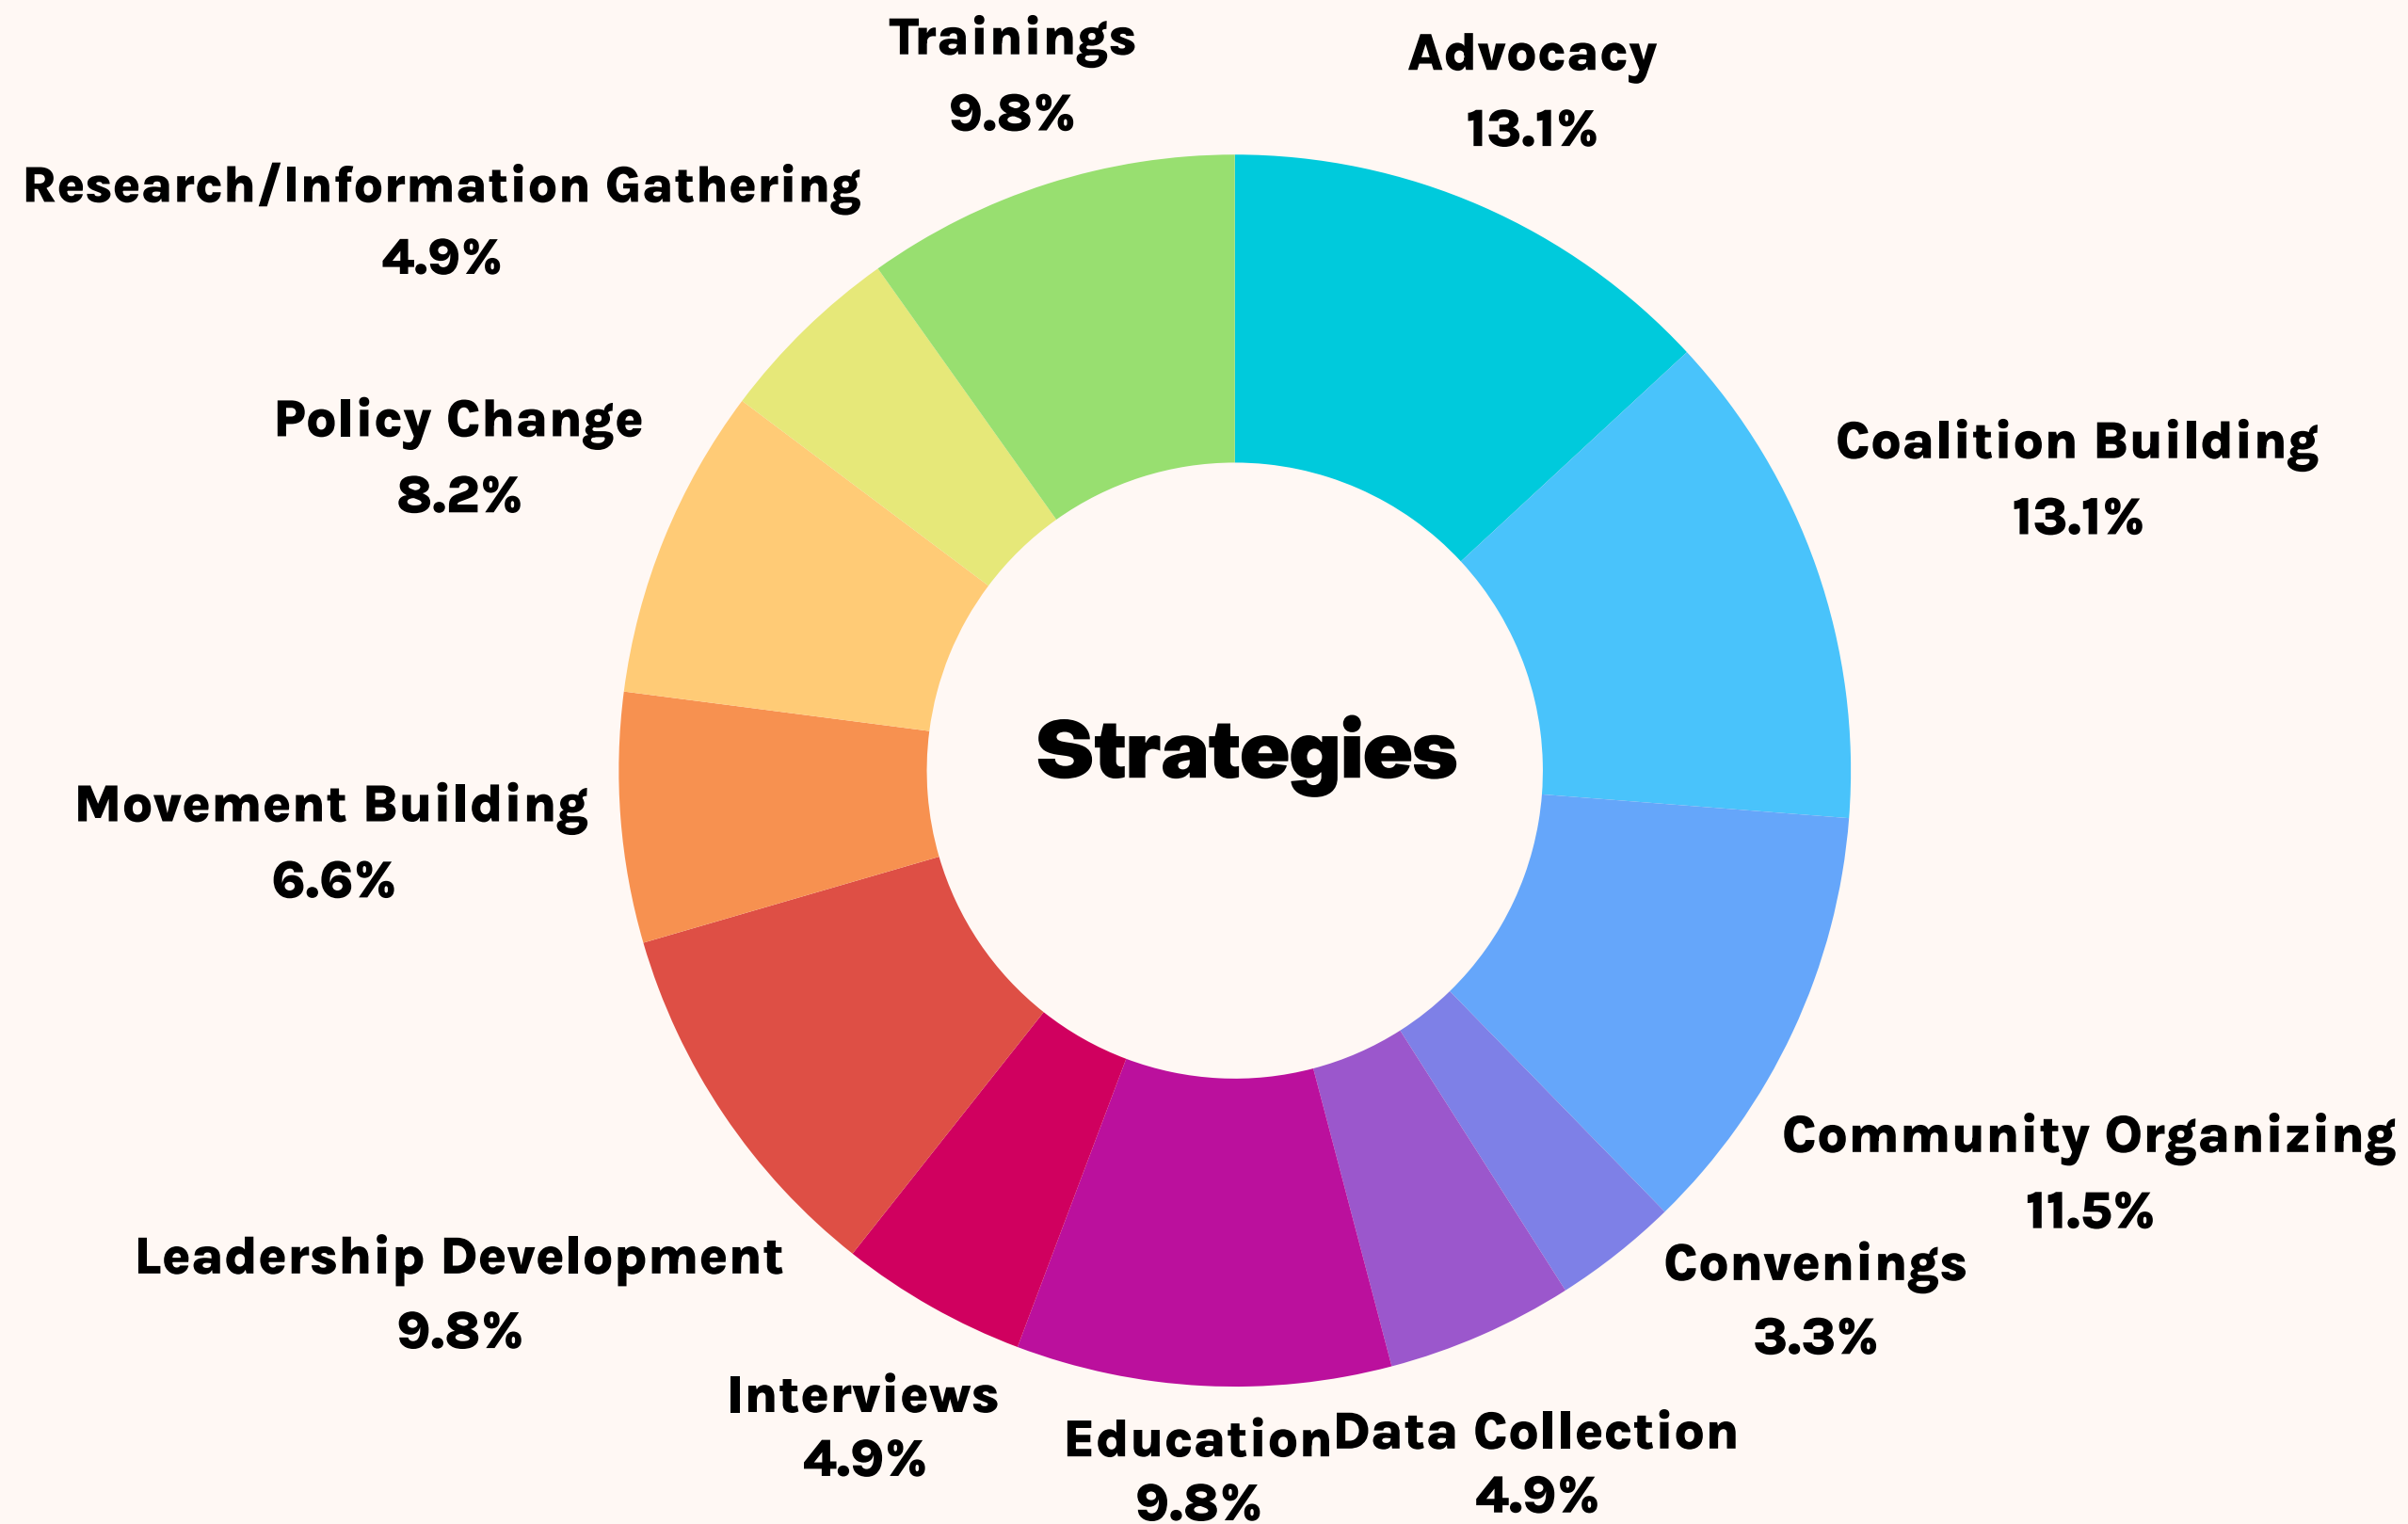 Trainings
9.8%
Advocacy
13.1%
Research/Information Gathering
4.9%
Policy Change
8.2%
Coalition Building
13.1%
Strategies
Movement Building
6.6%
Community Organizing
11.5%
Leadership Development
9.8%
Convenings
3.3%
Interviews
4.9%
Education
9.8%
Data Collection
4.9%